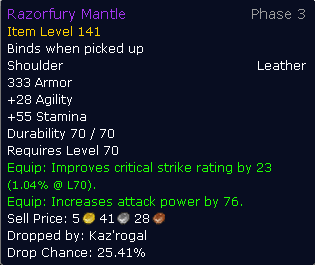 Razorfury Mantle Phase 3
Item Level 141
Binds when picked up
Shoulder Leather
333 Armor
+28 Agility
+55 Stamina
Durability 70 / 70
Requires Level 70
Equip: Improves critical strike rating by 23
(1.04% @ L70).
Equip: Increases attack power by 76.
Sell Price: 5 41 28
Dropped by: Kaz'rogal
Drop Chance: 25.41%